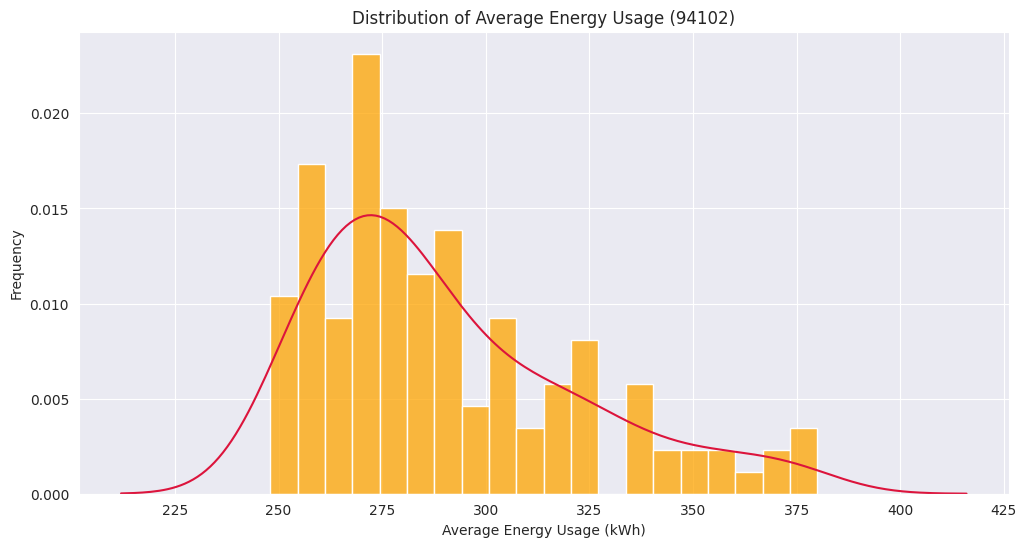 Distribution of Average Energy Usage (94102)
Frequency
0.020
0.015
0.010
0.005
0.000
225 250 275 300 325 350 375 400 425
Average Energy Usage (kWh)